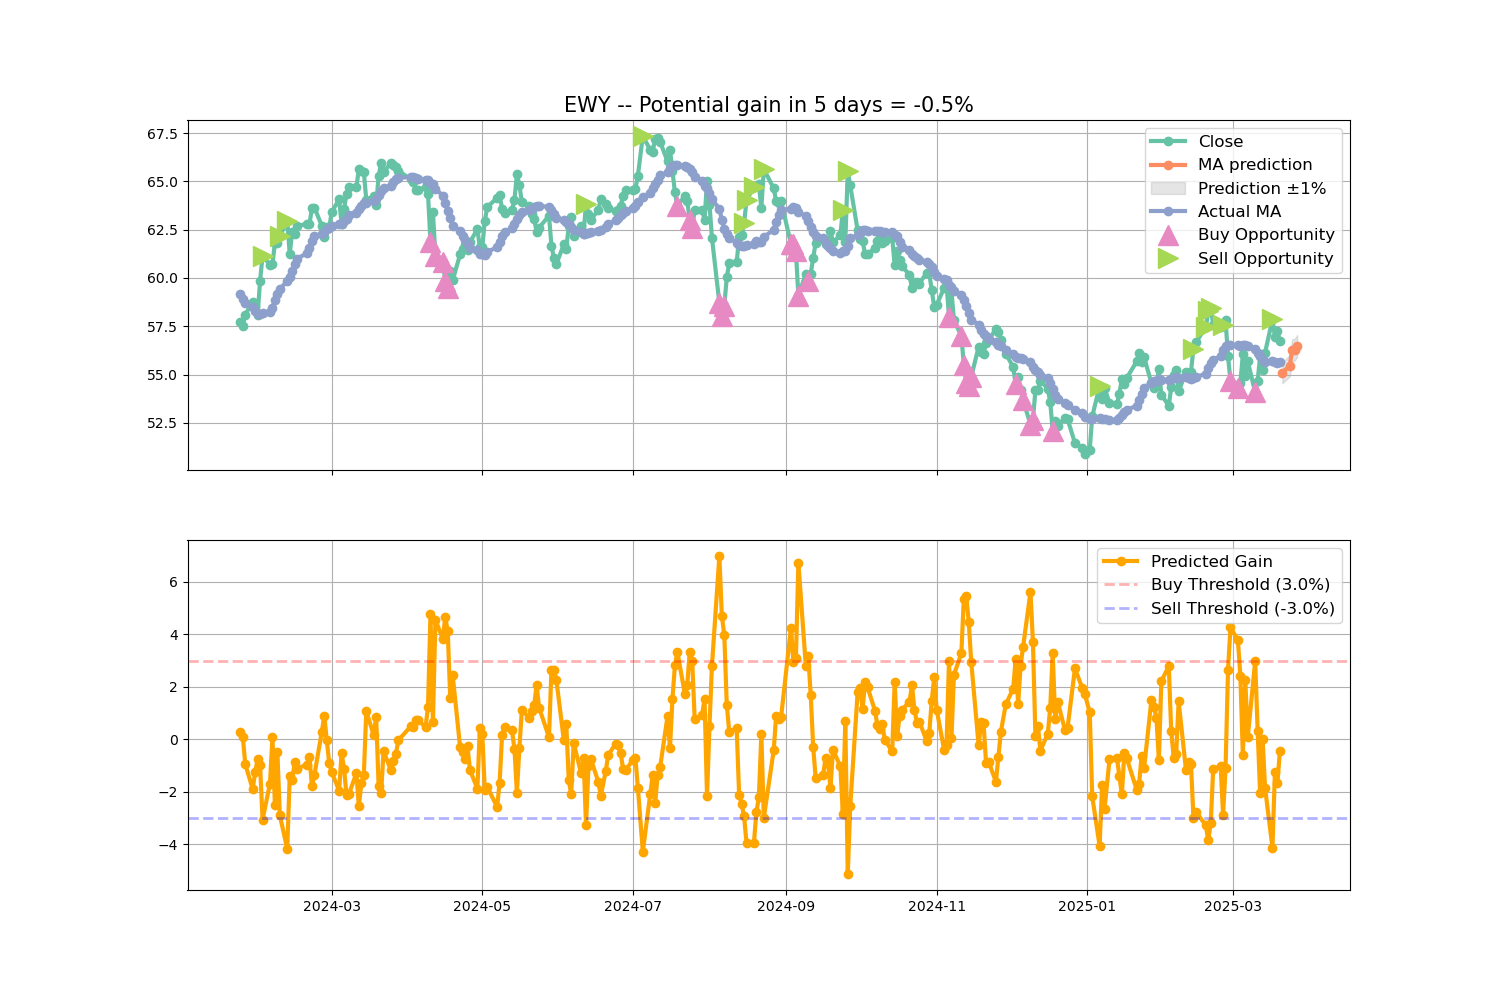 EWY -- Potential gain in 5 days = -0.5%
67.5
65.0
62.5
60.0
57.5
55.0
52.5
Close
MA prediction
Prediction ±1%
Actual MA
Buy Opportunity
Sell Opportunity
6
4
2
0
−2
−4
Predicted Gain
Buy Threshold (3.0%)
Sell Threshold (-3.0%)
2024-03 2024-05 2024-07 2024-09 2024-11 2025-01 2025-03